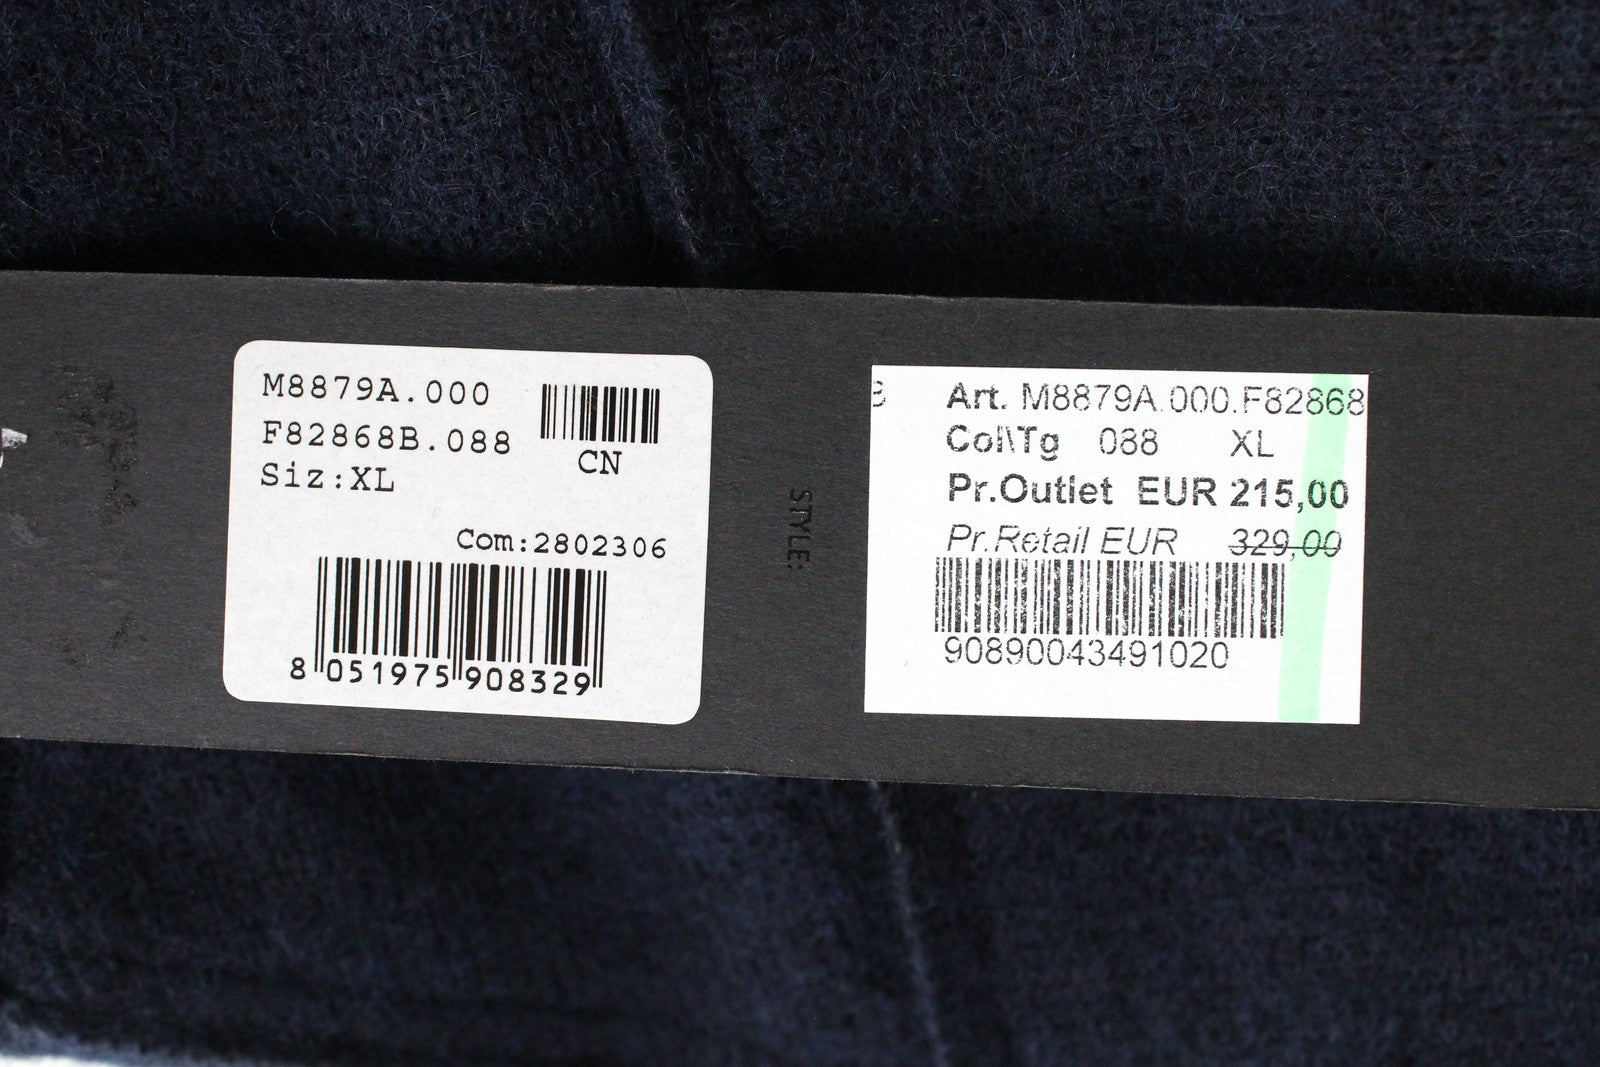 M8879A.000
F82868B.088
Siz:XL
CN
Com:2802306
8 051975 908329
STYLE:
Art. M8879A.000.F82868
Col\Tg 088 XL
Pr.Outlet EUR 215,00
Pr.Retail EUR 329,00
90890043491020